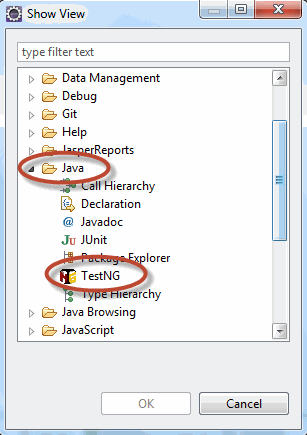 Show View
type filter text
Data Management
Debug
Git
Help
JasperReports
Java
Call Hierarchy
Declaration
@ Javadoc
JU JUnit
Package Explorer
TestNG
Type Hierarchy
Java Browsing
JavaScript
OK
Cancel